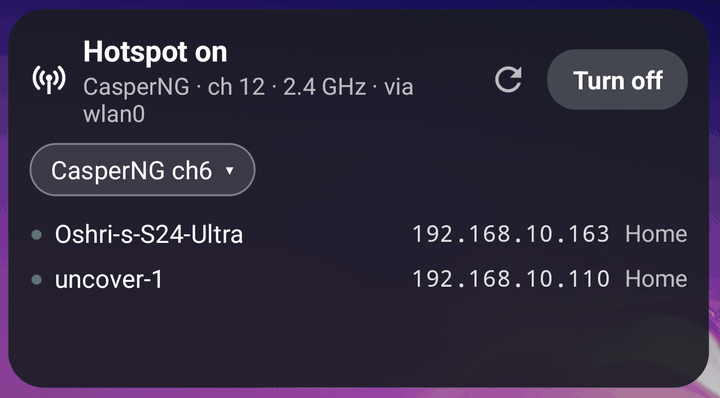 Hotspot on
CasperNG · ch 12 · 2.4 GHz · via
wlan0
Turn off
CasperNG ch6 ▾
Oshri-s-S24-Ultra 192.168.10.163 Home
uncover-1 192.168.10.110 Home